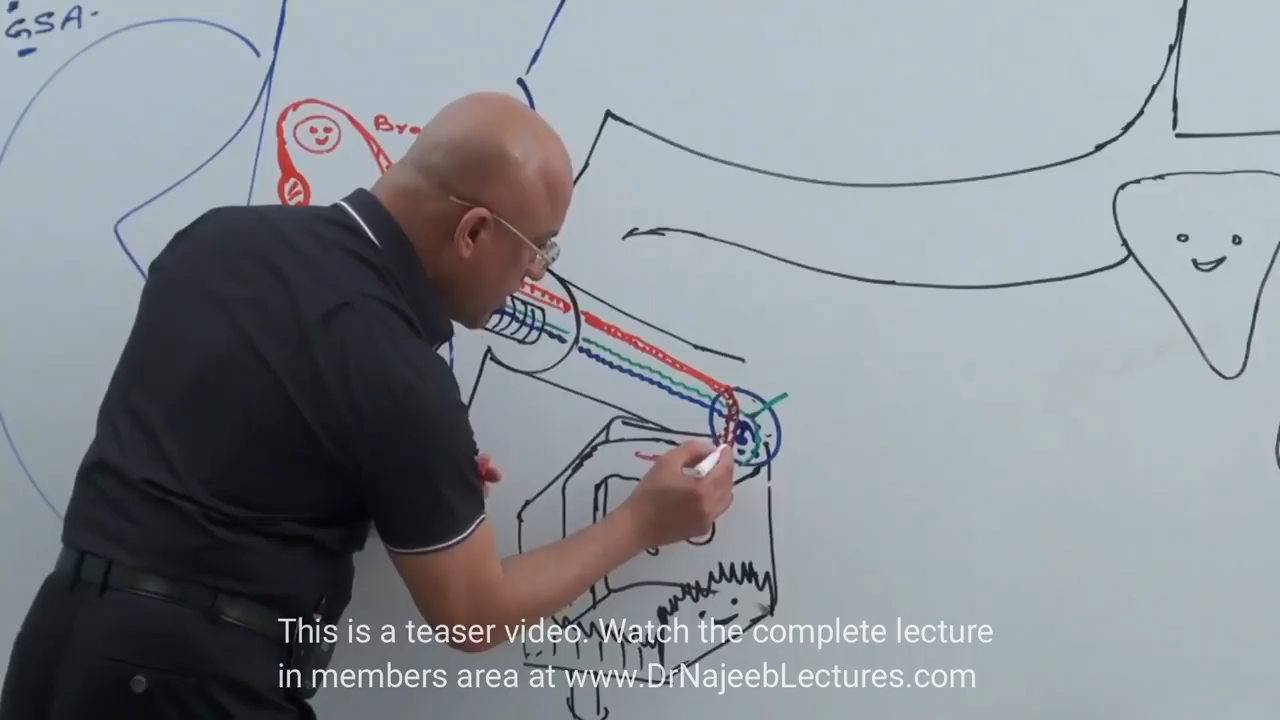 GSA-
This is a teaser video. Watch the complete lecture
in members area at www.DrNajeebLectures.com